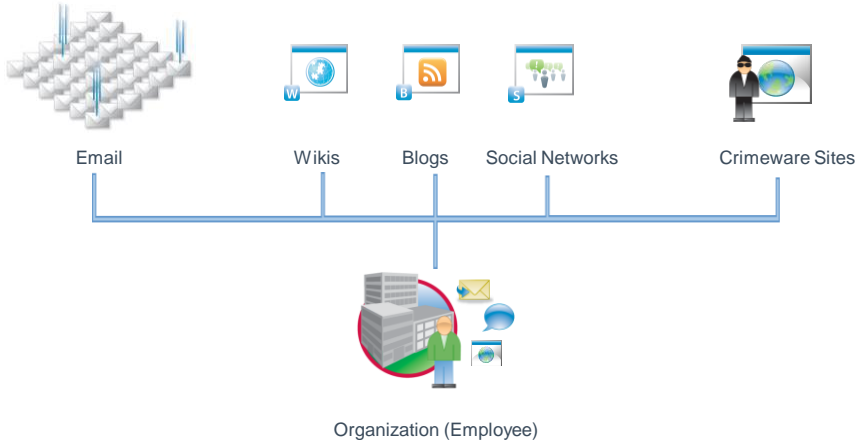 W
B
S
Email
Wikis
Blogs
Social Networks
Crimeware Sites
Organization (Employee)